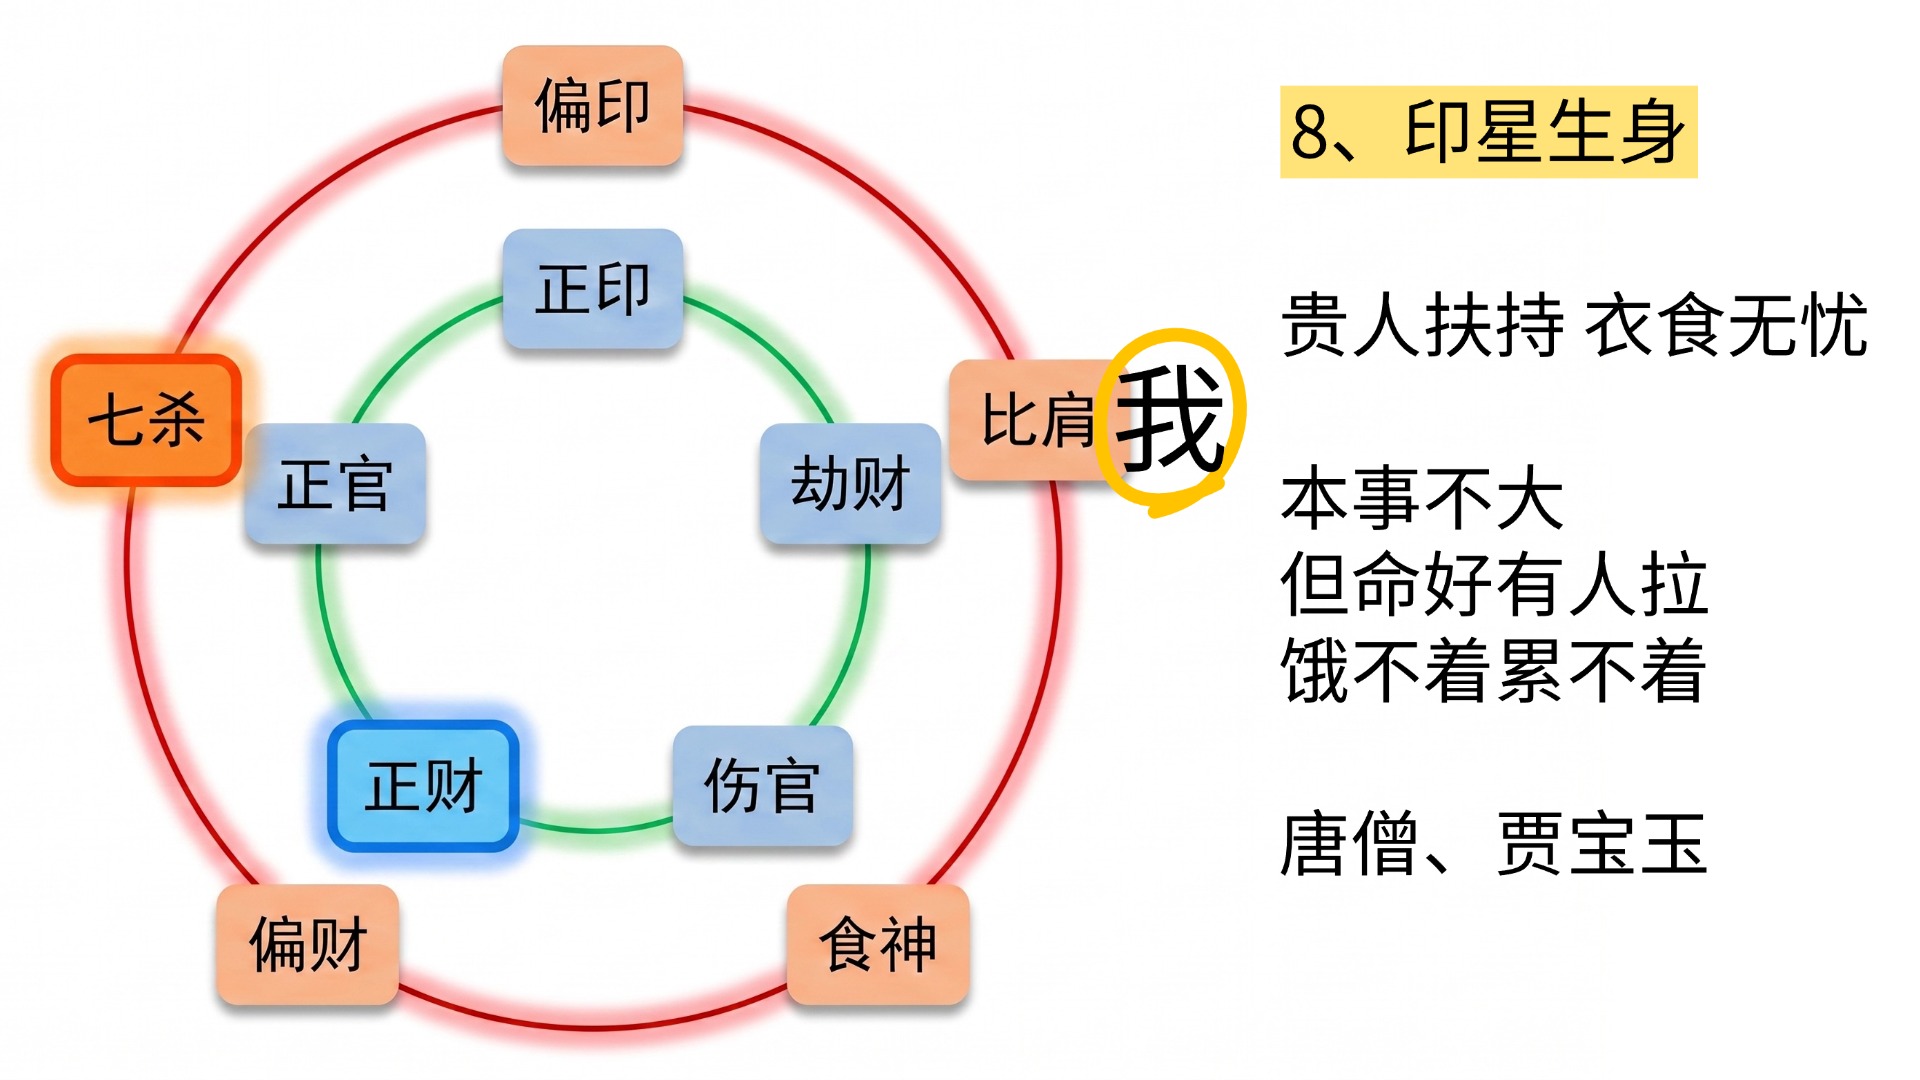 偏印
正印
七杀
正官
劫财
比肩
我
正财
伤官
偏财
食神
8、印星生身
贵人扶持 衣食无忧
本事不大
但命好有人拉
饿不着累不着
唐僧、贾宝玉